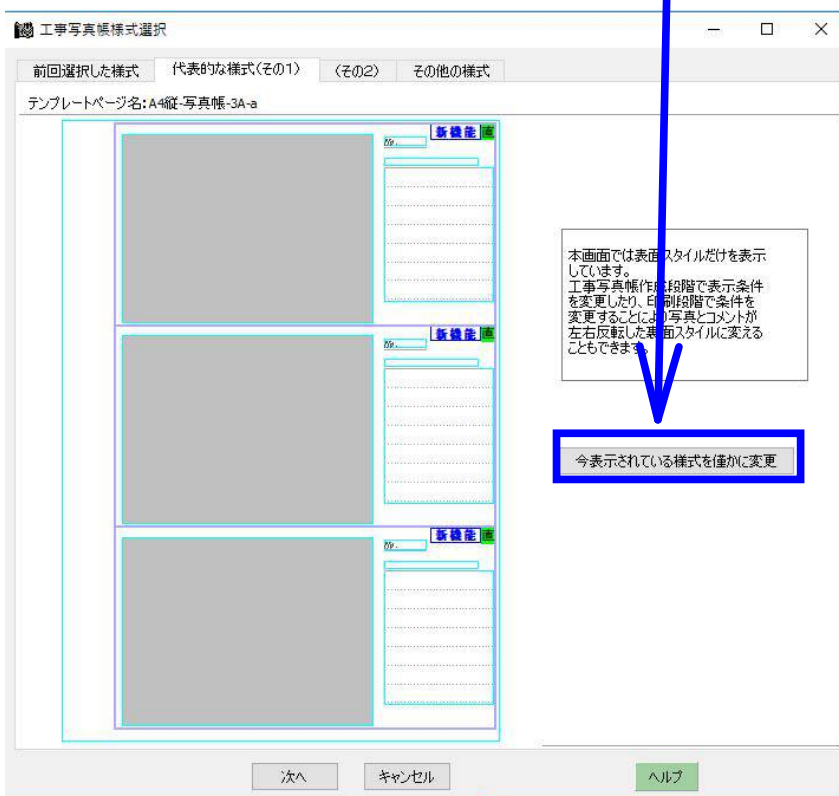 工事写真帳様式選択
前回選択した様式 代表的な様式(その1) (その2) その他の様式
テンプレートページ名:A4縦-写真帳-3A-a
新機能 直
No.
新機能 直
No.
新機能 直
No.
本画面では表面スタイルだけを表示
しています。
工事写真帳作成段階で表示条件
を変更したり、印刷段階で条件を
変更することにより写真とコメントが
左右反転した裏面スタイルに変える
こともできます。
今表示されている様式を僅かに変更
次へ キャンセル ヘルプ